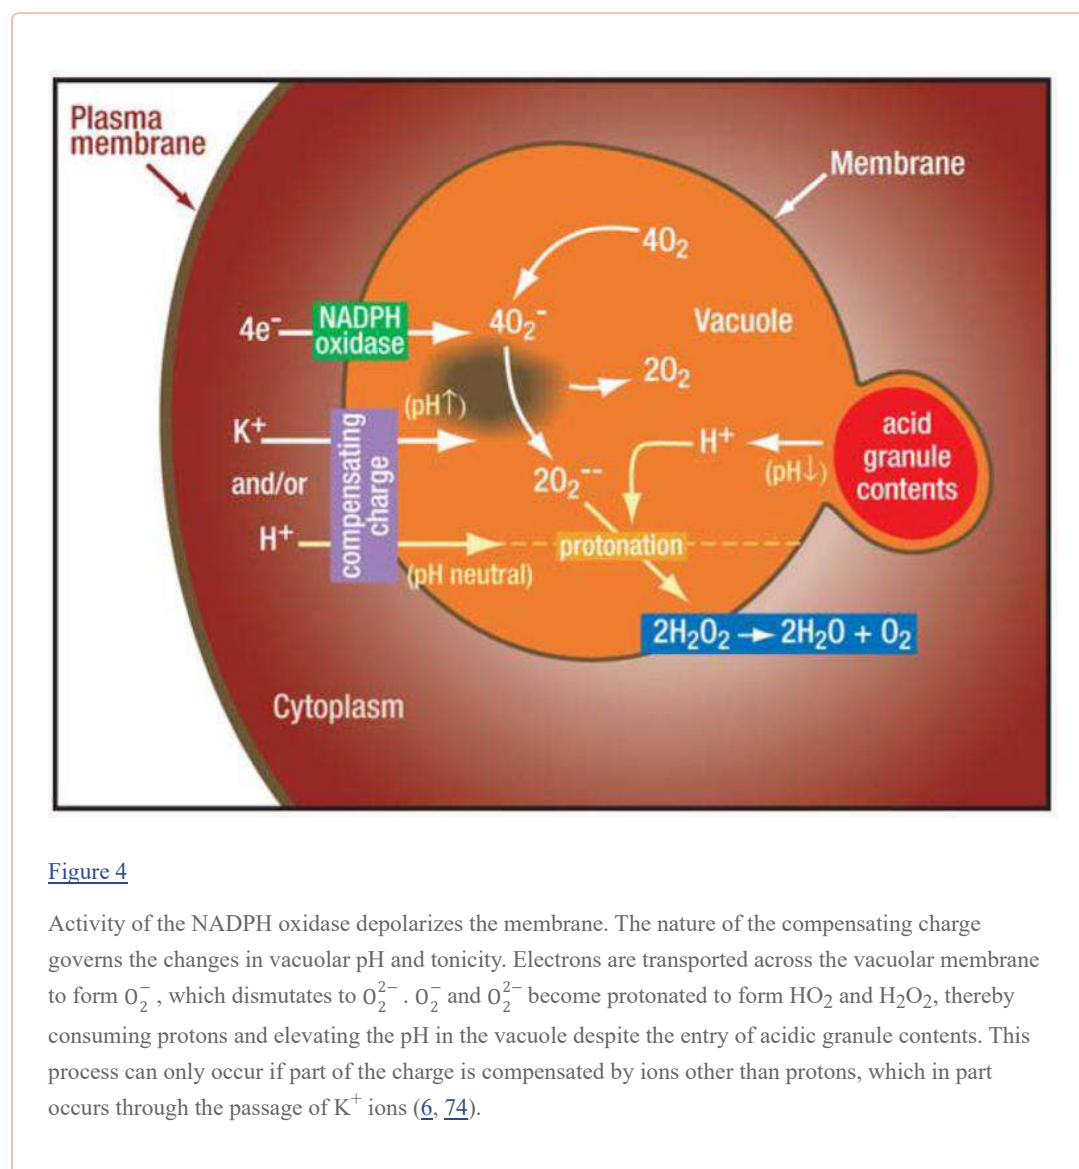 Plasma
membrane
Membrane
4O₂
4e⁻
NADPH
oxidase
4O₂⁻
Vacuole
2O₂
(pH↑)
K⁺
and/or
H⁺
compensating
charge
2O₂⁻⁻
H⁺
(pH↓)
acid
granule
contents
protonation
(pH neutral)
2H₂O₂ → 2H₂O + O₂
Cytoplasm
Figure 4
Activity of the NADPH oxidase depolarizes the membrane. The nature of the compensating charge
governs the changes in vacuolar pH and tonicity. Electrons are transported across the vacuolar membrane
to form O₂⁻ , which dismutates to O₂²⁻ . O₂⁻ and O₂²⁻ become protonated to form HO₂ and H₂O₂, thereby
consuming protons and elevating the pH in the vacuole despite the entry of acidic granule contents. This
process can only occur if part of the charge is compensated by ions other than protons, which in part
occurs through the passage of K⁺ ions (6, 74).